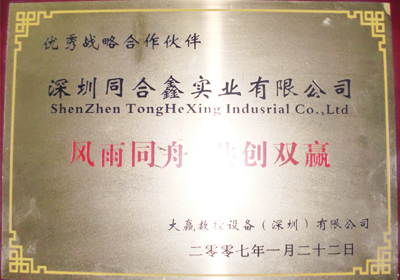 优秀战略合作伙伴
深圳同合鑫实业有限公司
ShenZhen TongHeXing Indusrial Co.,Ltd
风雨同舟 共创双赢
大赢数控设备（深圳）有限公司
二零零七年一月二十二日